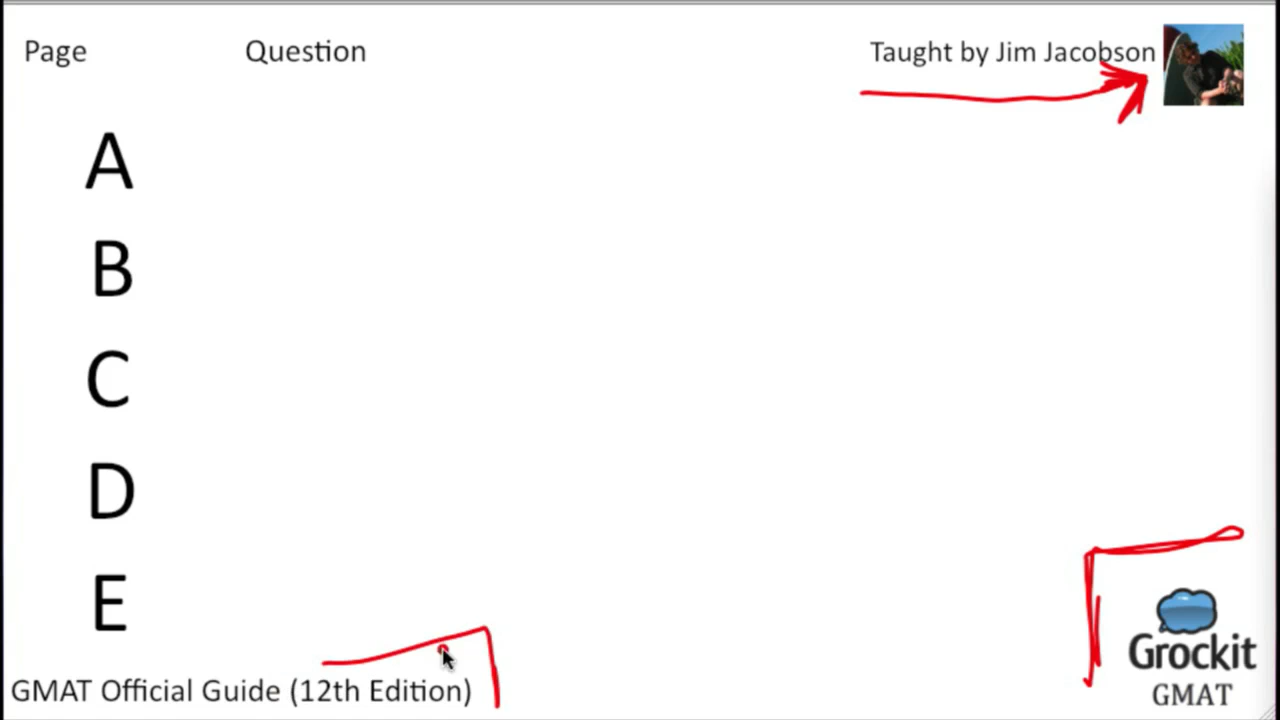 Page Question Taught by Jim Jacobson
A
B
C
D
E
GMAT Official Guide (12th Edition)
Grockit
GMAT